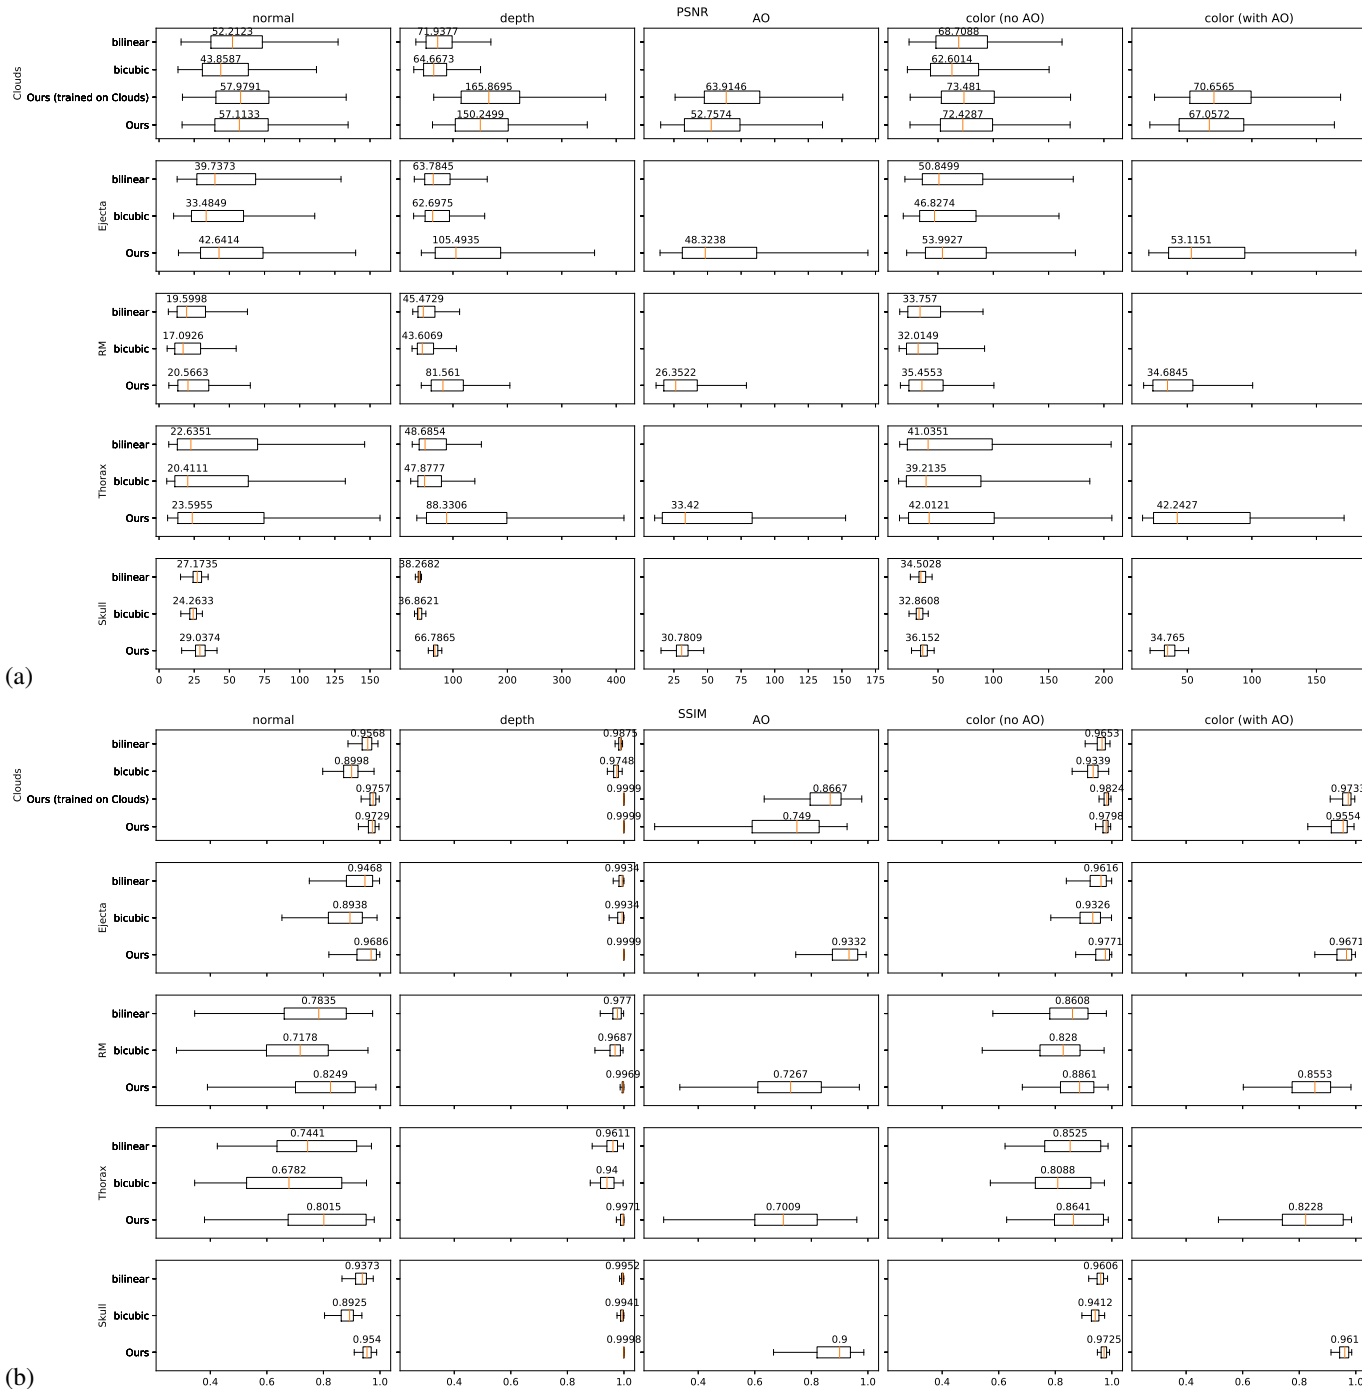 PSNR
normal depth AO color (no AO) color (with AO)
Clouds
bilinear 52.2123 71.9377 68.7088
bicubic 43.8587 64.6673 62.6014
Ours (trained on Clouds) 57.9791 165.8695 63.9146 73.481 70.6565
Ours 57.1133 150.2499 52.7574 72.4287 67.0572
Ejecta
bilinear 39.7373 63.7845 50.8499
bicubic 33.4849 62.6975 46.8274
Ours 42.6414 105.4935 48.3238 53.9927 53.1151
RM
bilinear 19.5998 45.4729 33.757
bicubic 17.0926 43.6069 32.0149
Ours 20.5663 81.561 26.3522 35.4553 34.6845
Thorax
bilinear 22.6351 48.6854 41.0351
bicubic 20.4111 47.8777 39.2135
Ours 23.5955 88.3306 33.42 42.0121 42.2427
Skull
bilinear 27.1735 38.2682 34.5028
bicubic 24.2633 36.8621 32.8608
Ours 29.0374 66.7865 30.7809 36.152 34.765
0 25 50 75 100 125 150 100 200 300 400 25 50 75 100 125 150 175 50 100 150 200 50 100 150
(a)
SSIM
normal depth AO color (no AO) color (with AO)
Clouds
bilinear 0.9568 0.9875 0.9653
bicubic 0.8998 0.9748 0.9339
Ours (trained on Clouds) 0.9757 0.9999 0.8667 0.9824 0.9733
Ours 0.9729 0.9999 0.749 0.9798 0.9554
Ejecta
bilinear 0.9468 0.9934 0.9616
bicubic 0.8938 0.9934 0.9326
Ours 0.9686 0.9999 0.9332 0.9771 0.9671
RM
bilinear 0.7835 0.977 0.8608
bicubic 0.7178 0.9687 0.828
Ours 0.8249 0.9969 0.7267 0.8861 0.8553
Thorax
bilinear 0.7441 0.9611 0.8525
bicubic 0.6782 0.94 0.8088
Ours 0.8015 0.9971 0.7009 0.8641 0.8228
Skull
bilinear 0.9373 0.9952 0.9606
bicubic 0.8925 0.9941 0.9412
Ours 0.954 0.9998 0.9 0.9725 0.961
0.4 0.6 0.8 1.0 0.4 0.6 0.8 1.0 0.4 0.6 0.8 1.0 0.4 0.6 0.8 1.0 0.4 0.6 0.8 1.0
(b)